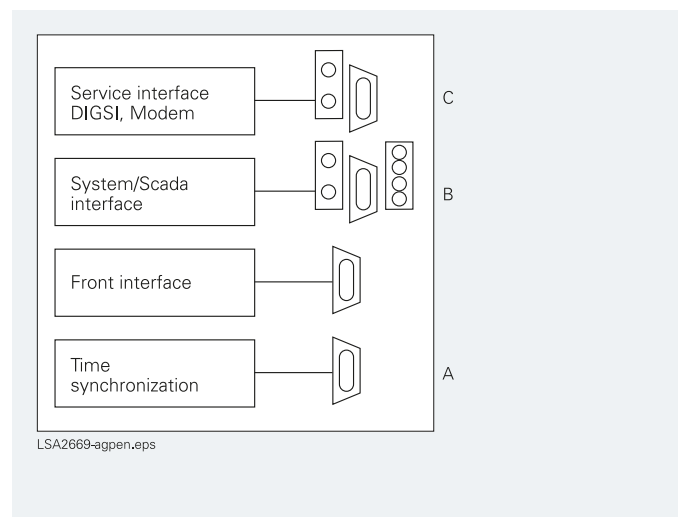 Service interface
DIGSI, Modem
C
System/Scada
interface
B
Front interface
Time
synchronization
A
LSA2669-agpen.eps